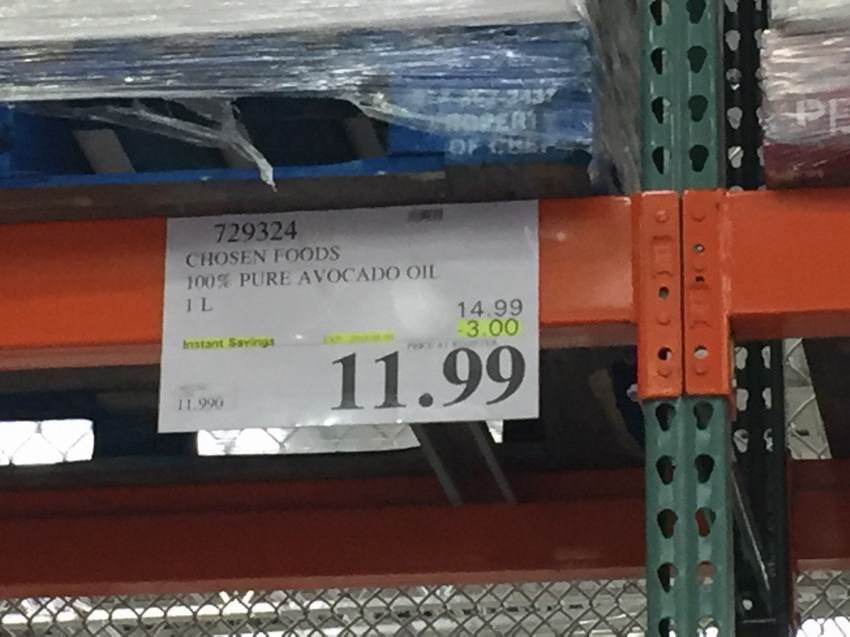 729324
CHOSEN FOODS
100% PURE AVOCADO OIL
1 L
14.99
-3.00
Instant Savings
PRICE AT REGISTER
11.99
11.990
PE